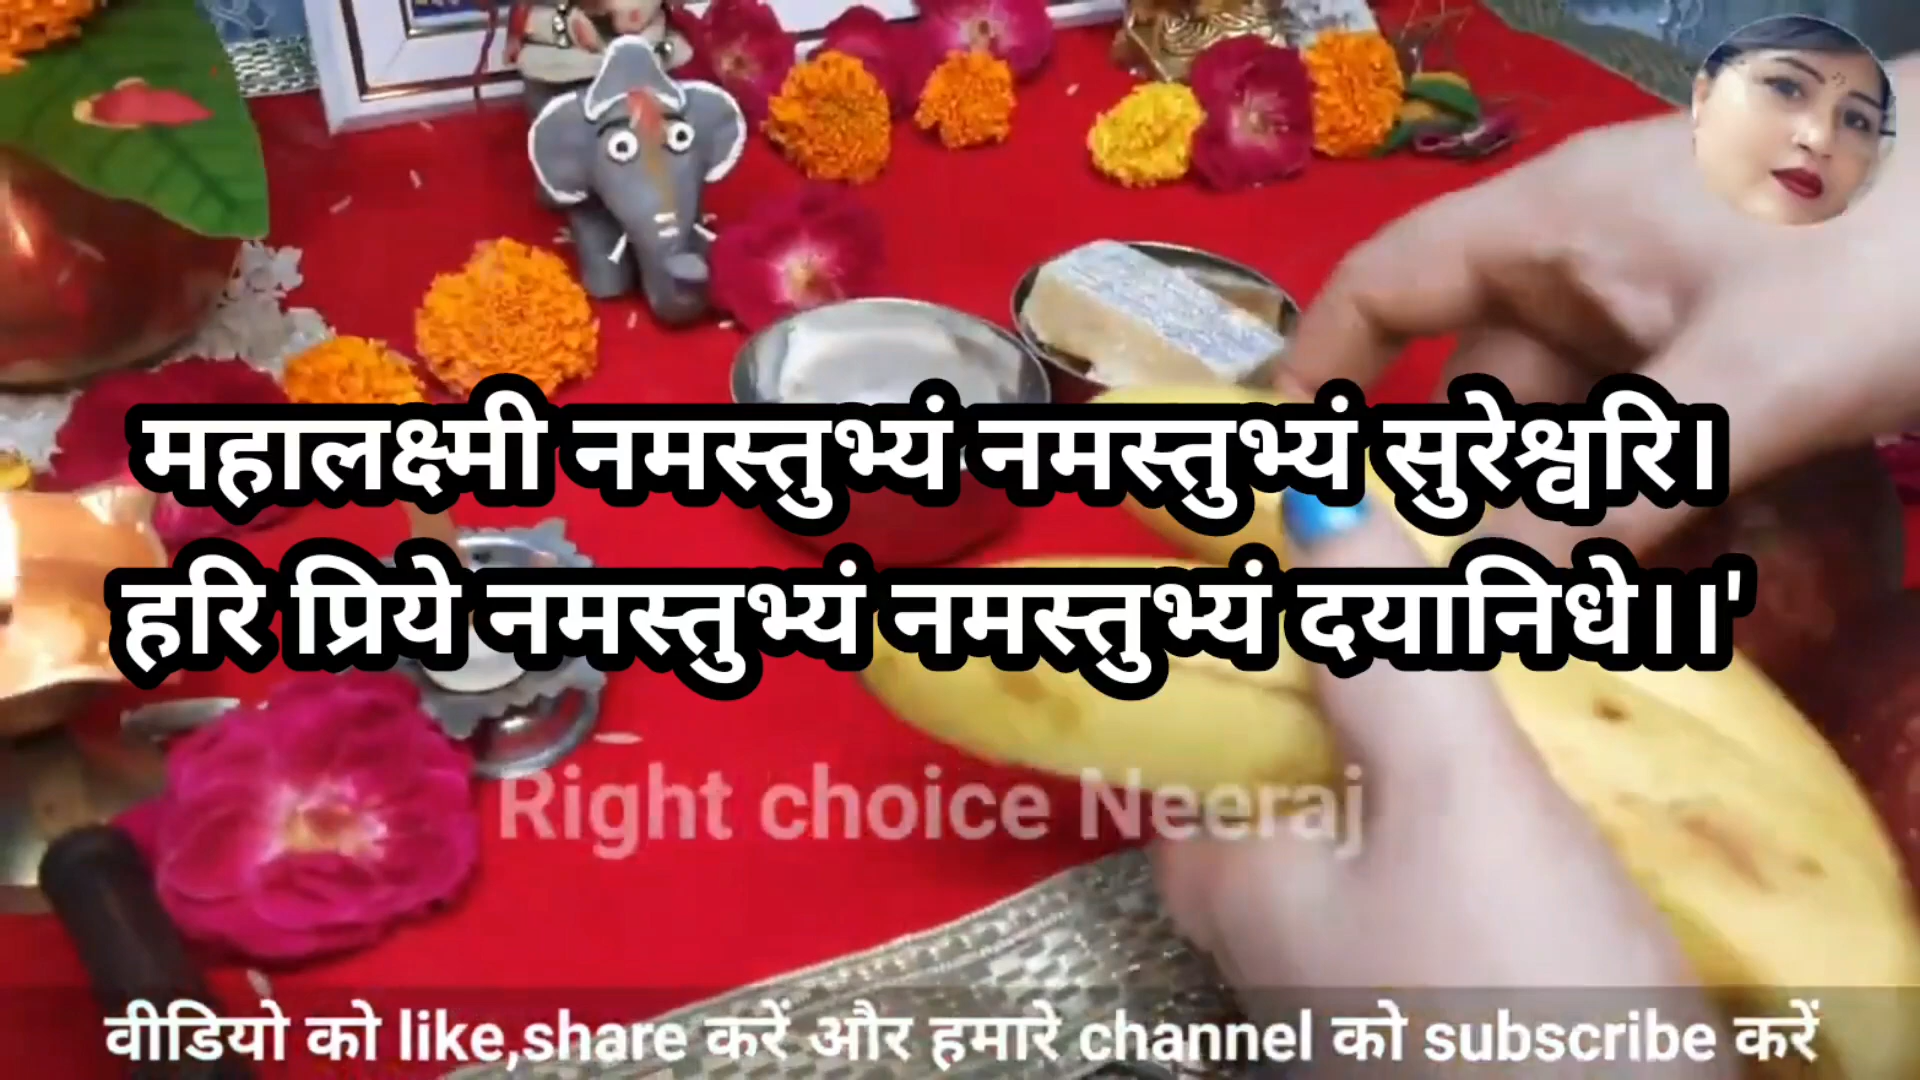 महालक्ष्मी नमस्तुभ्यं नमस्तुभ्यं सुरेश्वरि।
हरि प्रिये नमस्तुभ्यं नमस्तुभ्यं दयानिधे।।'
Right choice Neeraj
वीडियो को like,share करें और हमारे channel को subscribe करें